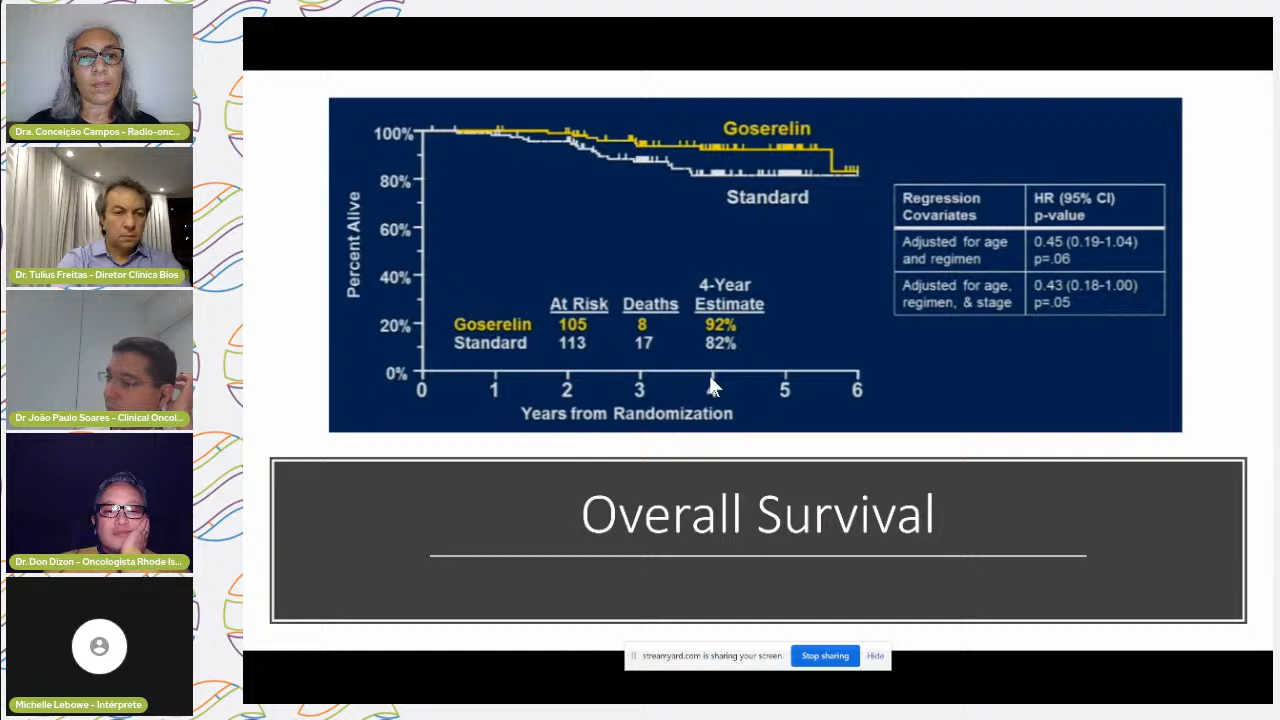 Dra. Conceição Campos - Radio-onc...
Dr. Tulius Freitas - Diretor Clínica Bios
Dr João Paulo Soares - Clínical Oncol...
Dr. Don Dizon - Oncologista Rhode Is...
Michelle Lebowe - Intérprete
Goserelin
Standard
Percent Alive
100%
80%
60%
40%
20%
0%
4-Year
At Risk Deaths Estimate
Goserelin 105 8 92%
Standard 113 17 82%
0 1 2 3 5 6
Years from Randomization
Regression Covariates HR (95% CI) p-value
Adjusted for age and regimen 0.45 (0.19-1.04) p=.06
Adjusted for age, regimen, & stage 0.43 (0.18-1.00) p=.05
Overall Survival
streamyard.com is sharing your screen. Stop sharing Hide